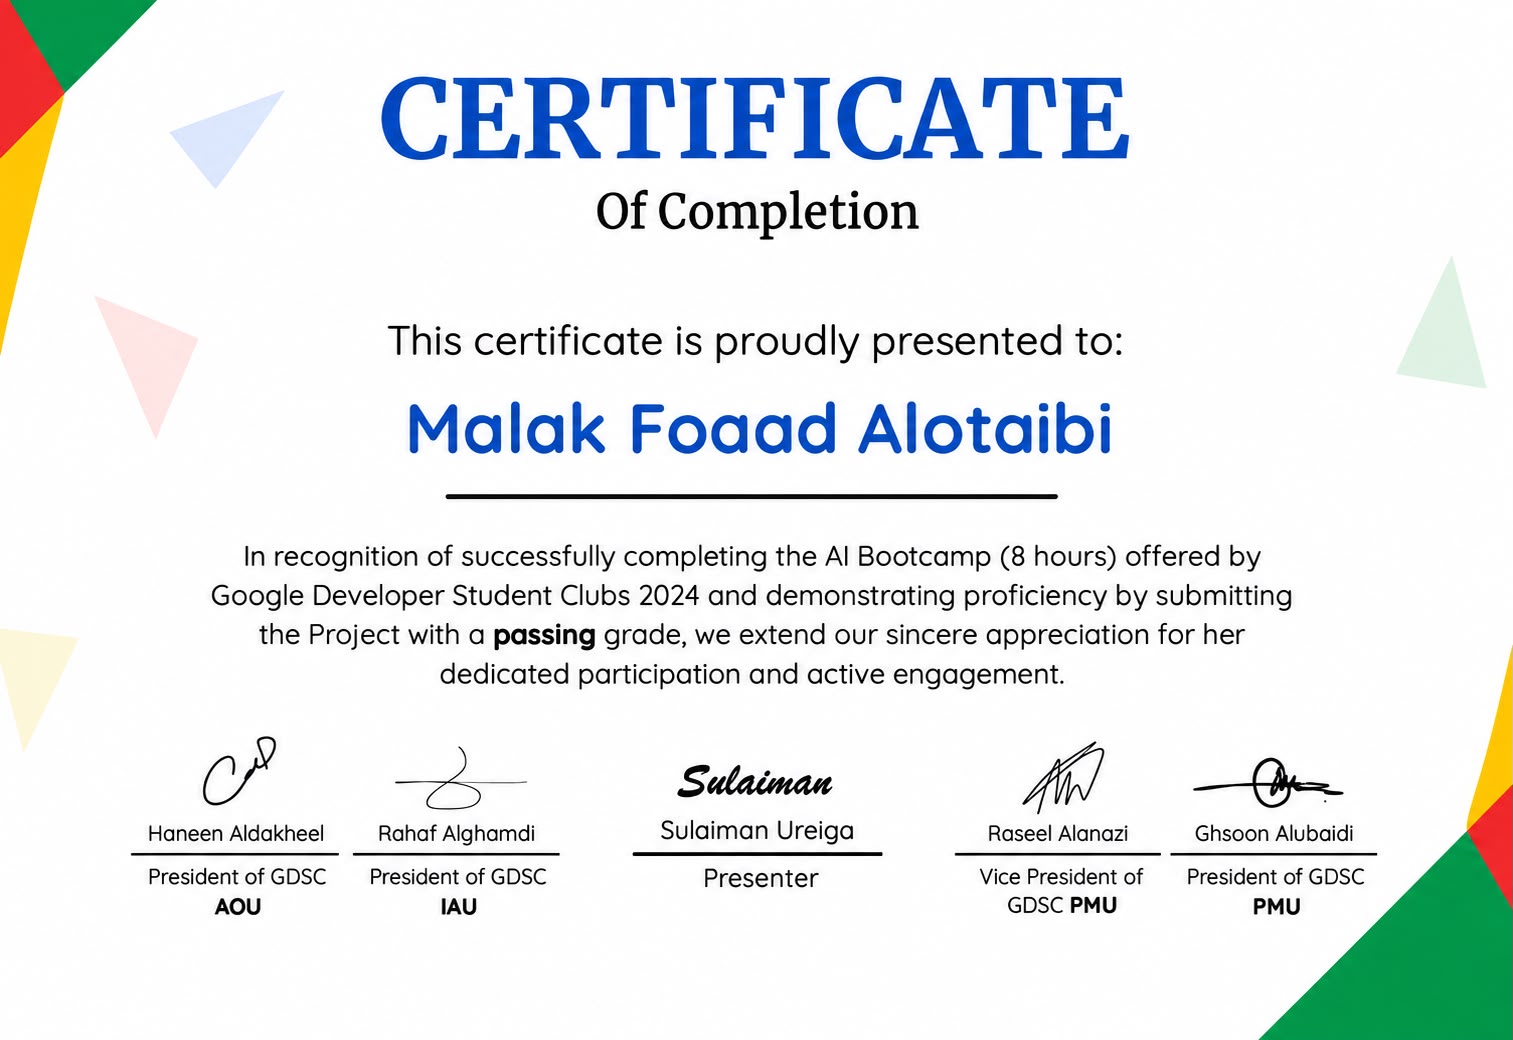 CERTIFICATE
Of Completion
This certificate is proudly presented to:
Malak Foaad Alotaibi
In recognition of successfully completing the AI Bootcamp (8 hours) offered by
Google Developer Student Clubs 2024 and demonstrating proficiency by submitting
the Project with a passing grade, we extend our sincere appreciation for her
dedicated participation and active engagement.
Haneen Aldakheel
President of GDSC
AOU
Rahaf Alghamdi
President of GDSC
IAU
Sulaiman
Sulaiman Ureiga
Presenter
Raseel Alanazi
Vice President of
GDSC PMU
Ghsoon Alubaidi
President of GDSC
PMU